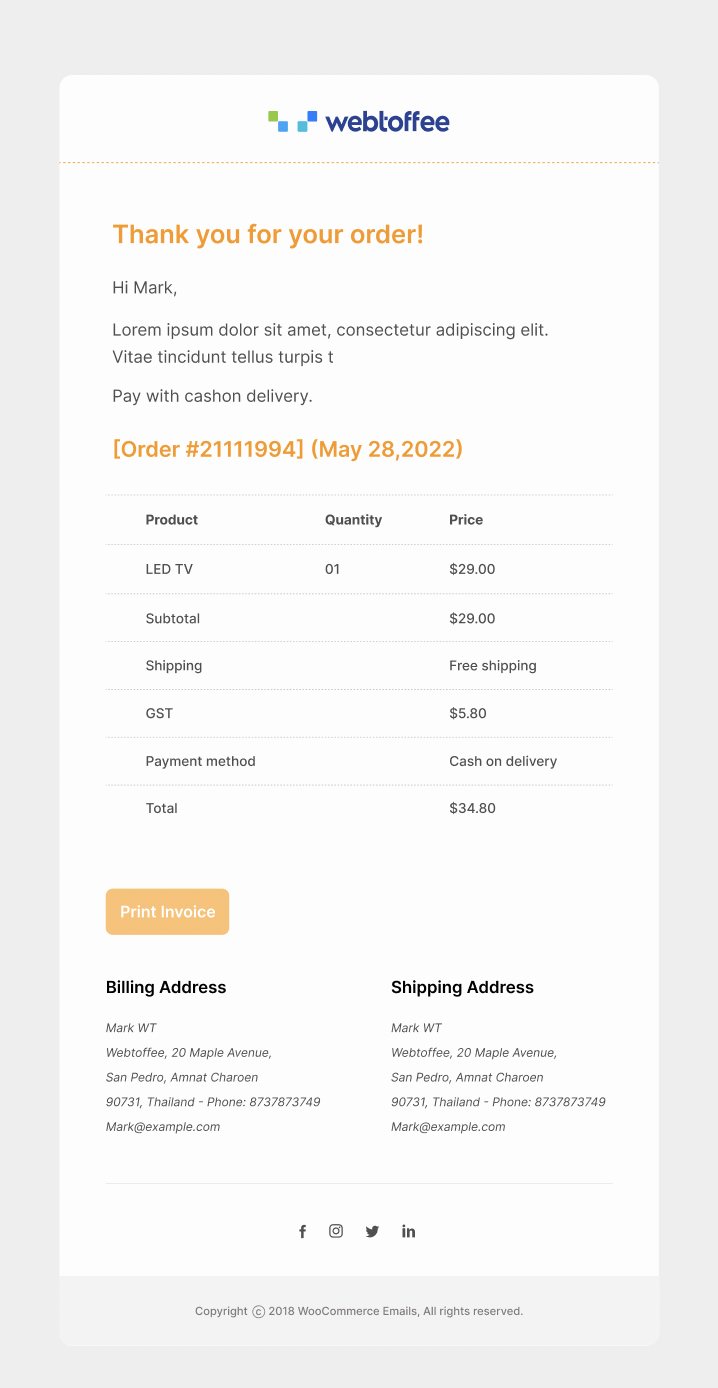 webtoffee
Thank you for your order!
Hi Mark,
Lorem ipsum dolor sit amet, consectetur adipiscing elit.
Vitae tincidunt tellus turpis t
Pay with cashon delivery.
[Order #21111994] (May 28,2022)
Product Quantity Price
LED TV 01 $29.00
Subtotal $29.00
Shipping Free shipping
GST $5.80
Payment method Cash on delivery
Total $34.80
Print Invoice
Billing Address
Mark WT
Webtoffee, 20 Maple Avenue,
San Pedro, Amnat Charoen
90731, Thailand - Phone: 8737873749
Mark@example.com
Shipping Address
Mark WT
Webtoffee, 20 Maple Avenue,
San Pedro, Amnat Charoen
90731, Thailand - Phone: 8737873749
Mark@example.com
Copyright ⓒ 2018 WooCommerce Emails, All rights reserved.